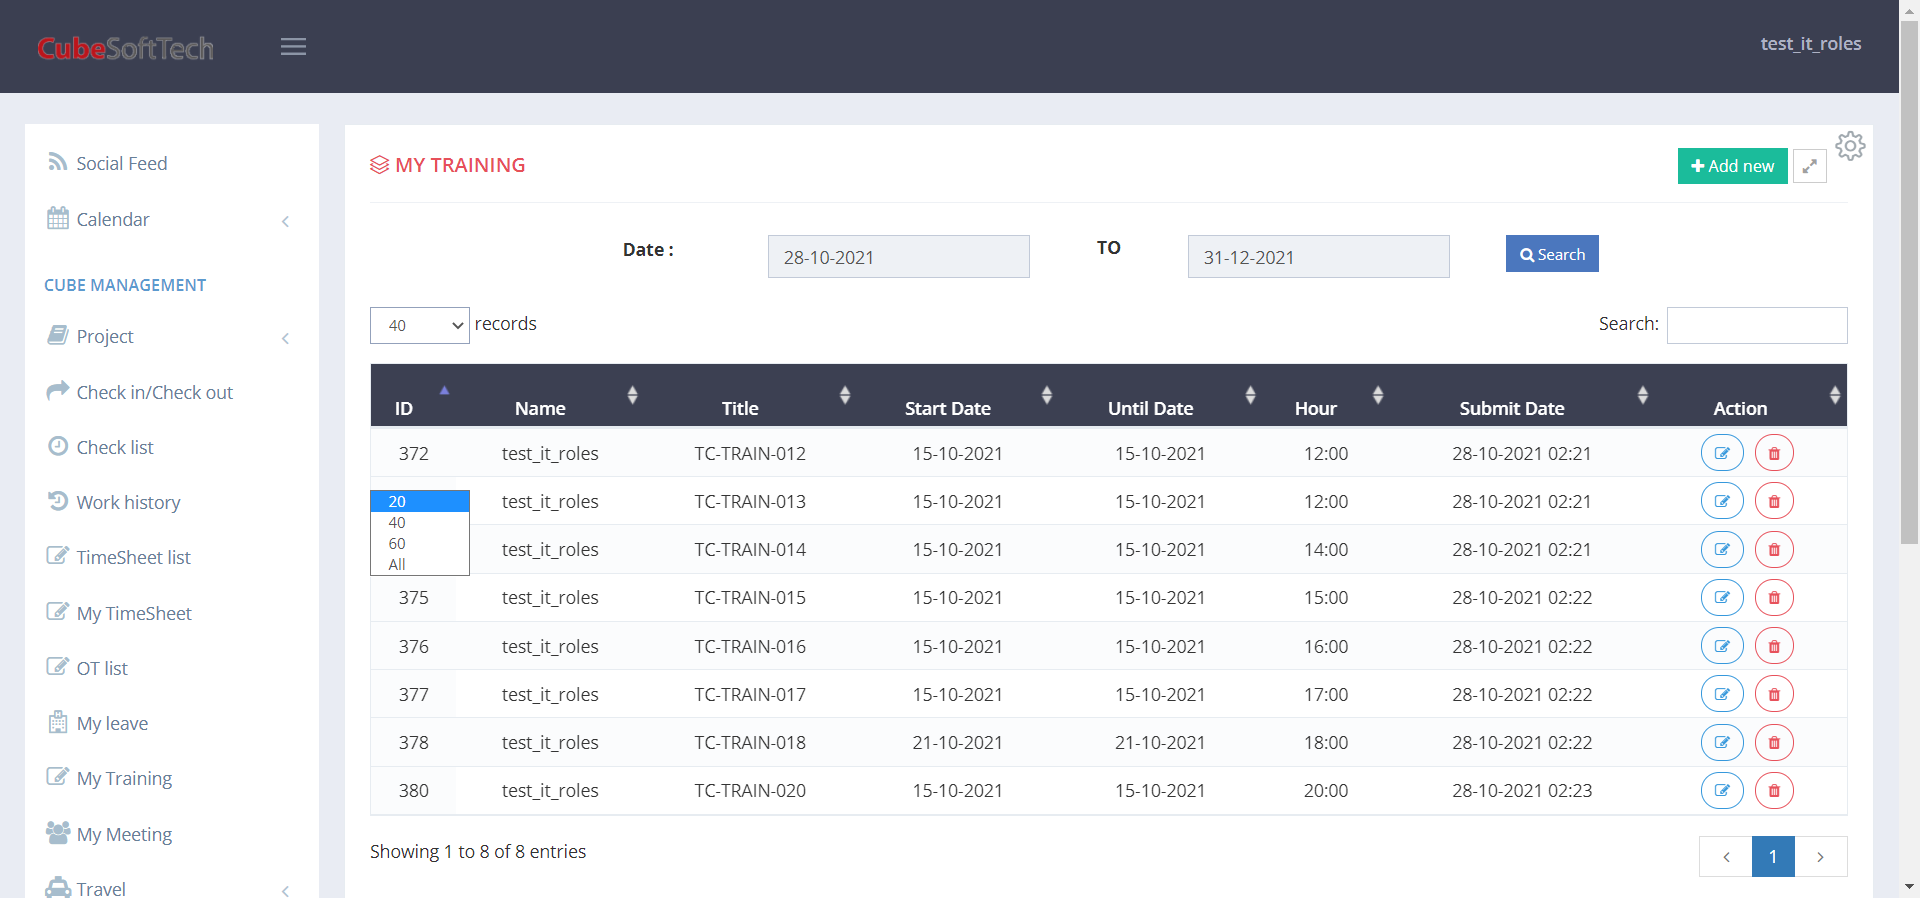 CubeSoftTech
test_it_roles
Social Feed
Calendar
CUBE MANAGEMENT
Project
Check in/Check out
Check list
Work history
TimeSheet list
My TimeSheet
OT list
My leave
My Training
My Meeting
Travel
MY TRAINING
Add new
Date : 28-10-2021 TO 31-12-2021 Search
40 records Search:
ID Name Title Start Date Until Date Hour Submit Date Action
372 test_it_roles TC-TRAIN-012 15-10-2021 15-10-2021 12:00 28-10-2021 02:21
test_it_roles TC-TRAIN-013 15-10-2021 15-10-2021 12:00 28-10-2021 02:21
test_it_roles TC-TRAIN-014 15-10-2021 15-10-2021 14:00 28-10-2021 02:21
20
40
60
All
375 test_it_roles TC-TRAIN-015 15-10-2021 15-10-2021 15:00 28-10-2021 02:22
376 test_it_roles TC-TRAIN-016 15-10-2021 15-10-2021 16:00 28-10-2021 02:22
377 test_it_roles TC-TRAIN-017 15-10-2021 15-10-2021 17:00 28-10-2021 02:22
378 test_it_roles TC-TRAIN-018 21-10-2021 21-10-2021 18:00 28-10-2021 02:22
380 test_it_roles TC-TRAIN-020 15-10-2021 15-10-2021 20:00 28-10-2021 02:23
Showing 1 to 8 of 8 entries
1